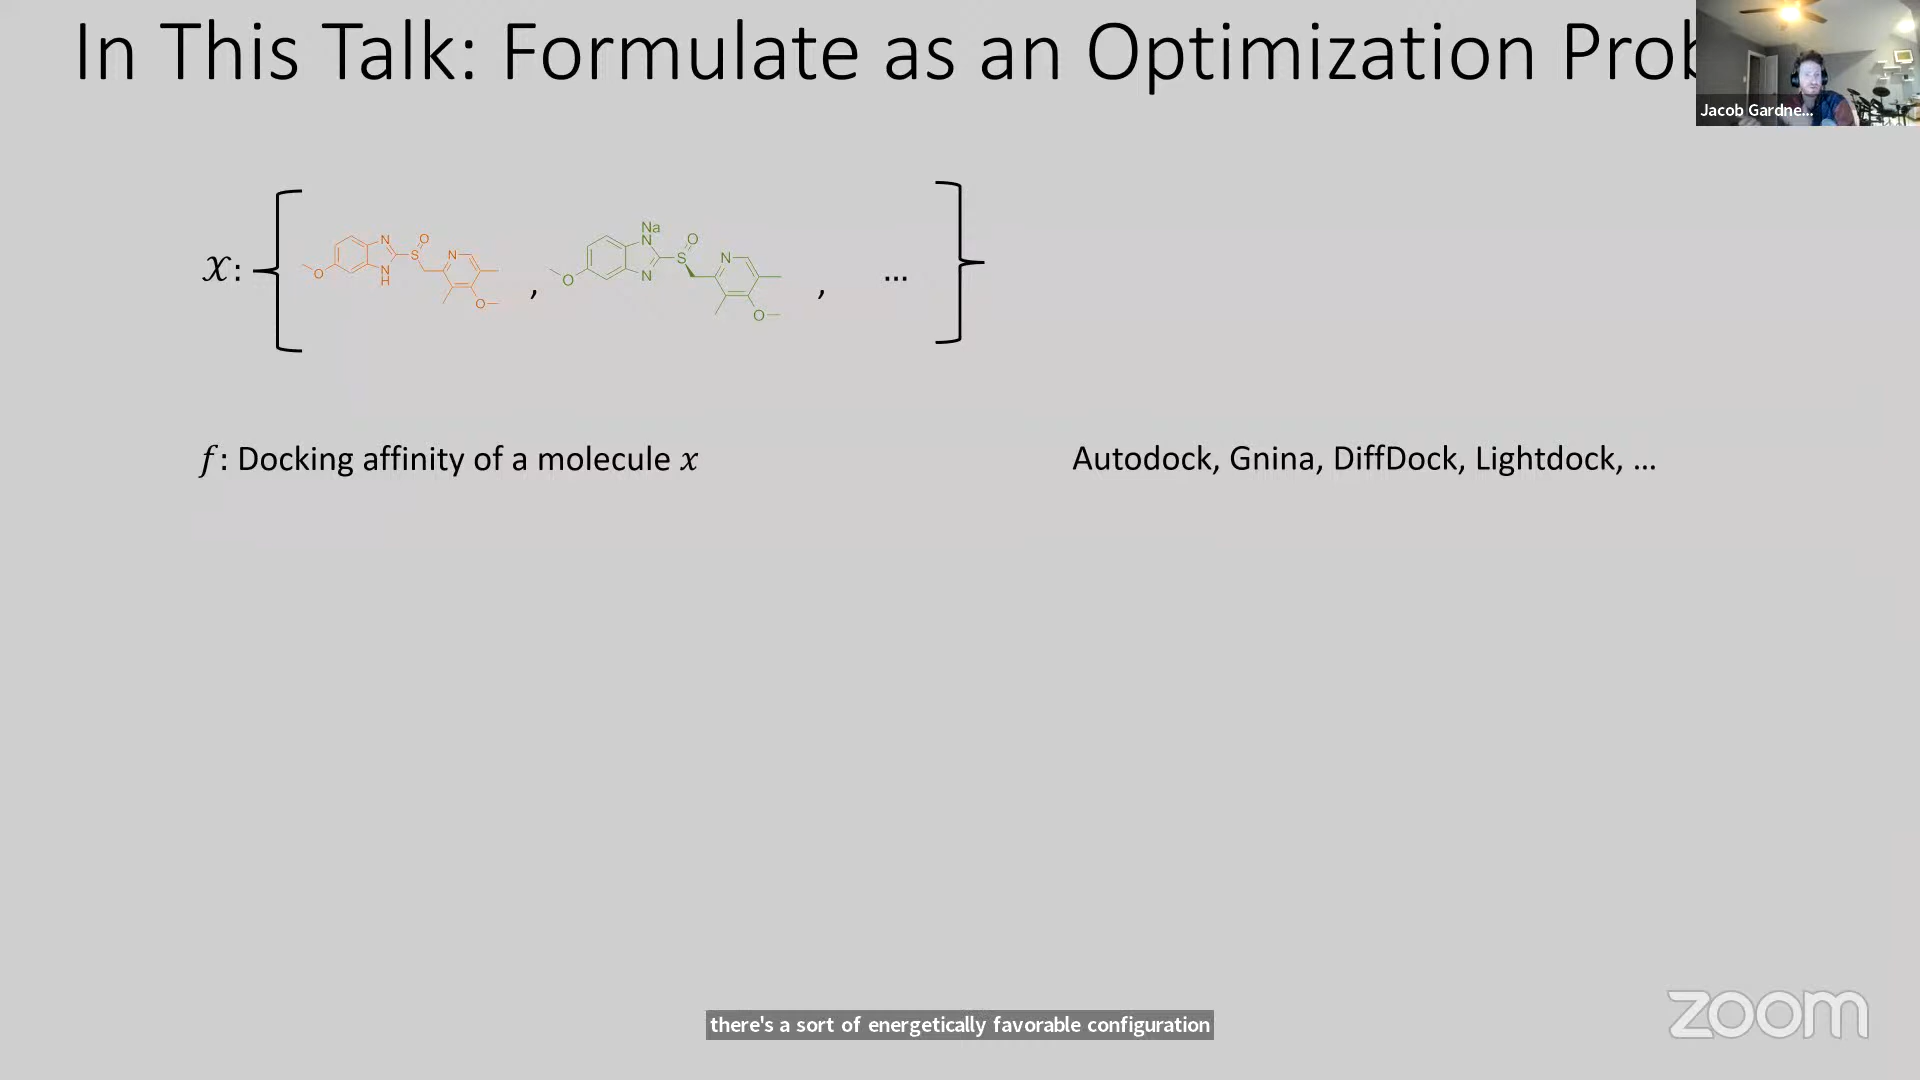 In This Talk: Formulate as an Optimization Prob
Jacob Gardne...
𝒳: { N N H S O N O O , Na N N S O N O O , ... }
f: Docking affinity of a molecule x
Autodock, Gnina, DiffDock, Lightdock, ...
there's a sort of energetically favorable configuration
zoom